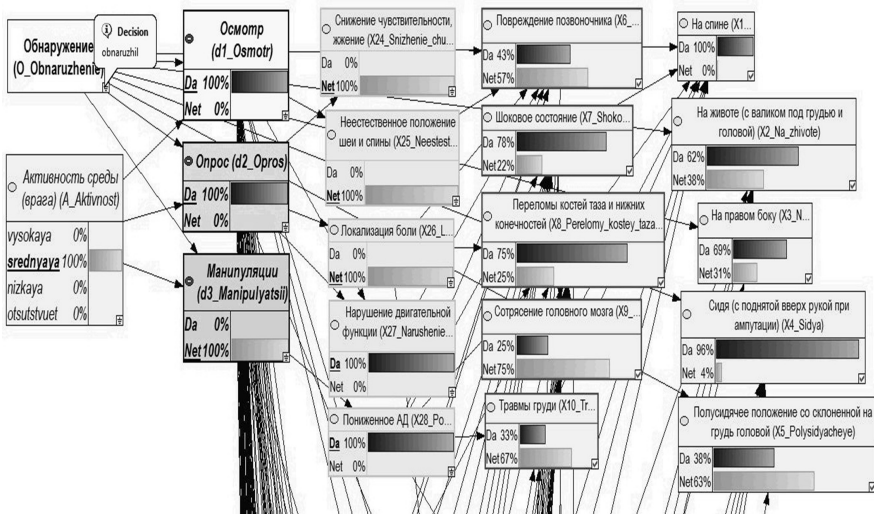 Обнаружение
(O_Obnaruzhenie)
Decision
obnaruzhil
Активность среды
(врага) (A_Aktivnost)
vysokaya 0%
srednyaya 100%
nizkaya 0%
otsutstvuet 0%
Осмотр
(d1_Osmotr)
Da 100%
Net 0%
Опрос (d2_Opros)
Da 100%
Net 0%
Манипуляции
(d3_Manipulyatsii)
Da 0%
Net 100%
Снижение чувствительности,
жжение (X24_Snizhenie_chu...
Da 0%
Net 100%
Неестественное положение
шеи и спины (X25_Neestest...
Da 0%
Net 100%
Локализация боли (X26_L...
Da 0%
Net 100%
Нарушение двигательной
функции (X27_Narushenie...
Da 100%
Net 0%
Пониженное АД (X28_Po...
Da 100%
Net 0%
Повреждение позвоночника (X6_...
Da 43%
Net 57%
Шоковое состояние (X7_Shoko...
Da 78%
Net 22%
Переломы костей таза и нижних
конечностей (X8_Perelomy_kostey_taza...
Da 75%
Net 25%
Сотрясение головного мозга (X9_...
Da 25%
Net 75%
Травмы груди (X10_Tr...
Da 33%
Net 67%
На спине (X1...
Da 100%
Net 0%
На животе (с валиком под грудью и
головой) (X2_Na_zhivote)
Da 62%
Net 38%
На правом боку (X3_N...
Da 69%
Net 31%
Сидя (с поднятой вверх рукой при
ампутации) (X4_Sidya)
Da 96%
Net 4%
Полусидячее положение со склоненной на
грудь головой (X5_Polysidyacheye)
Da 38%
Net 63%